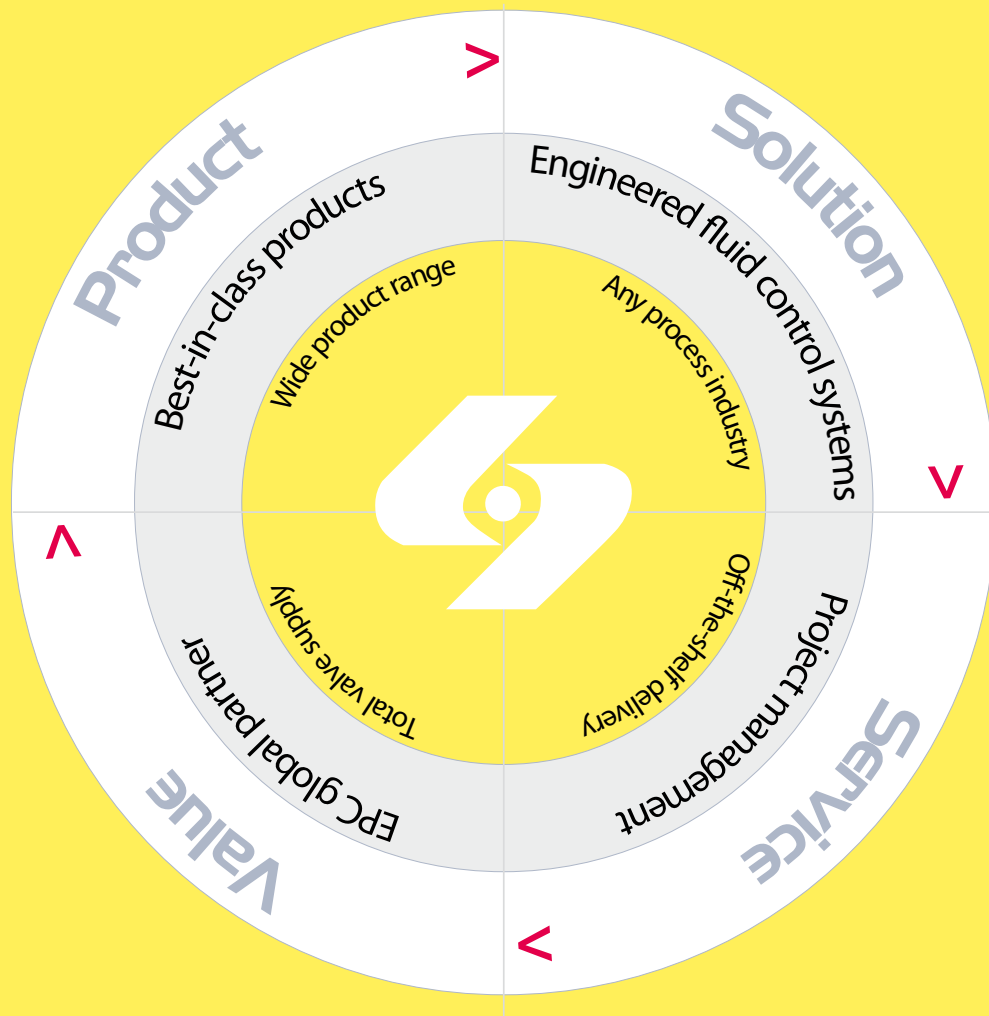 Product
>
Solution
>
Service
>
Value
>
Best-in-class products
Engineered fluid control systems
Project management
EPC global partner
Wide product range
Any process industry
Off-the-shelf delivery
Total valve supply